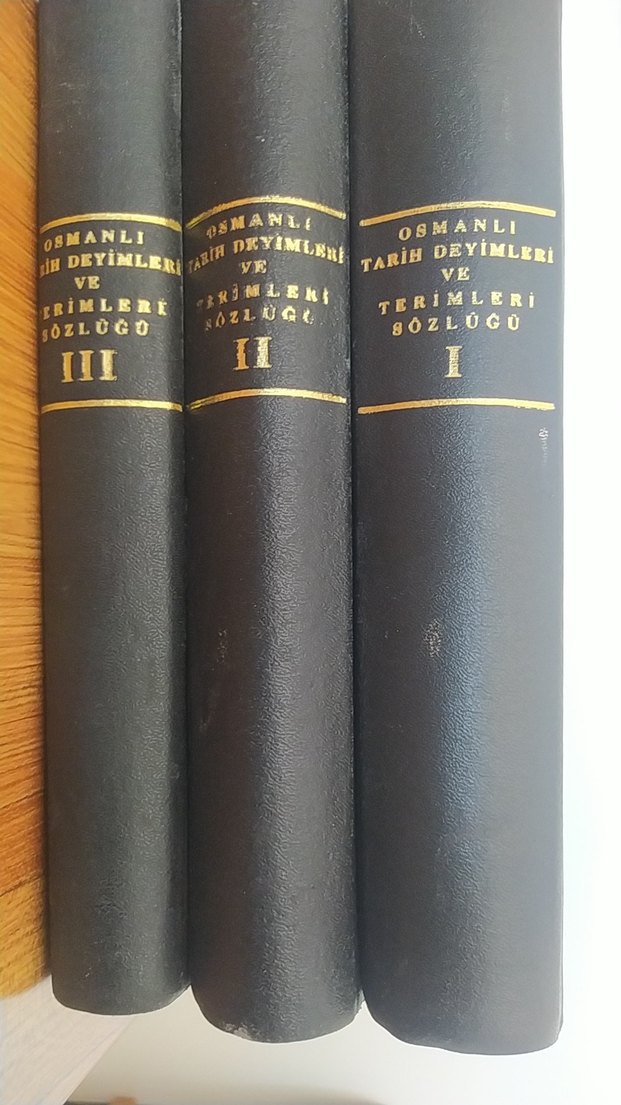 OSMANLI
TARİH DEYİMLERİ
VE
TERİMLERİ
SÖZLÜĞÜ
III
OSMANLI
TARİH DEYİMLERİ
VE
TERİMLERİ
SÖZLÜĞÜ
II
OSMANLI
TARİH DEYİMLERİ
VE
TERİMLERİ
SÖZLÜĞÜ
I